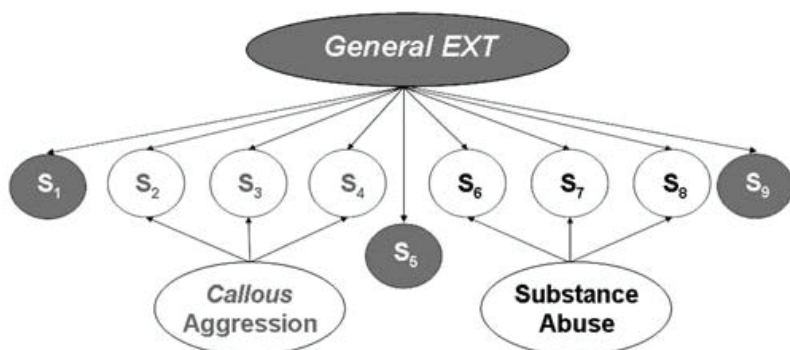 General EXT
S₁
S₂
S₃
S₄
S₅
S₆
S₇
S₈
S₉
Callous
Aggression
Substance
Abuse